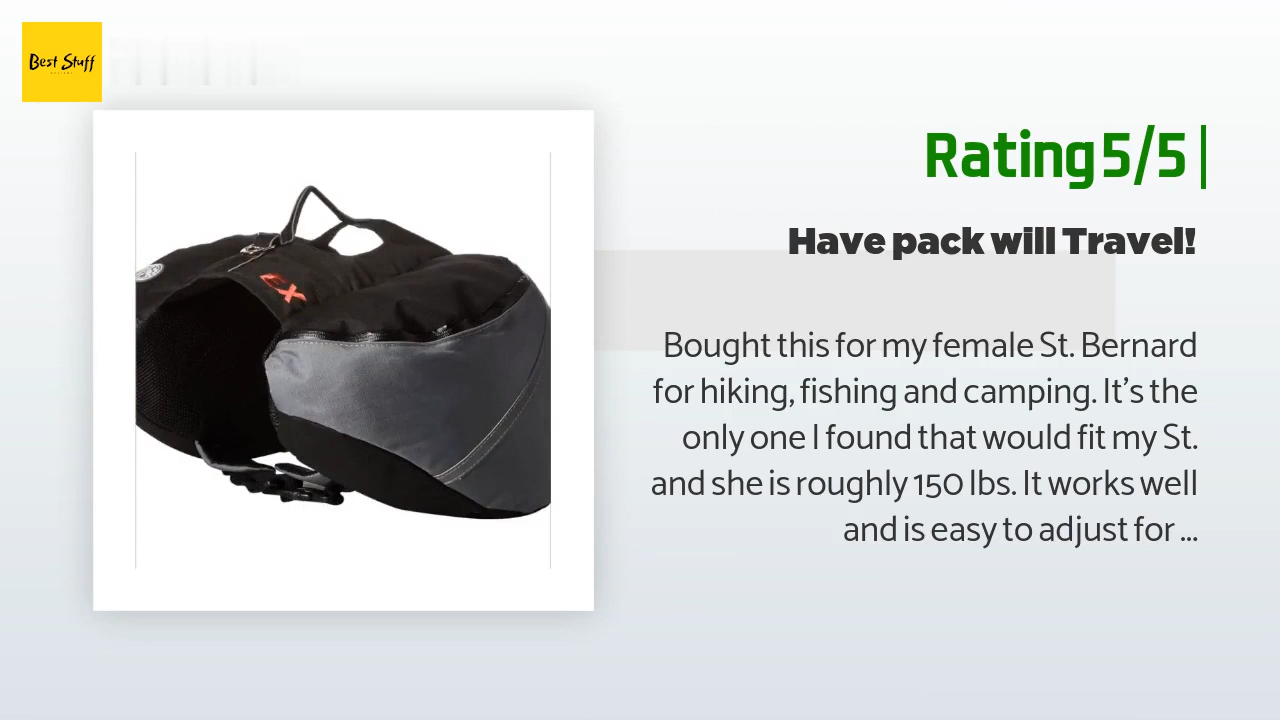 Best Stuff
Rating 5/5
Have pack will Travel!
Bought this for my female St. Bernard
for hiking, fishing and camping. It's the
only one I found that would fit my St.
and she is roughly 150 lbs. It works well
and is easy to adjust for ...
EX